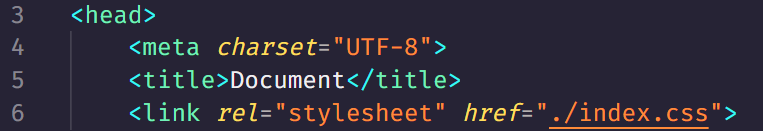 3 <head>
4 <meta charset="UTF-8">
5 <title>Document</title>
6 <link rel="stylesheet" href="./index.css">